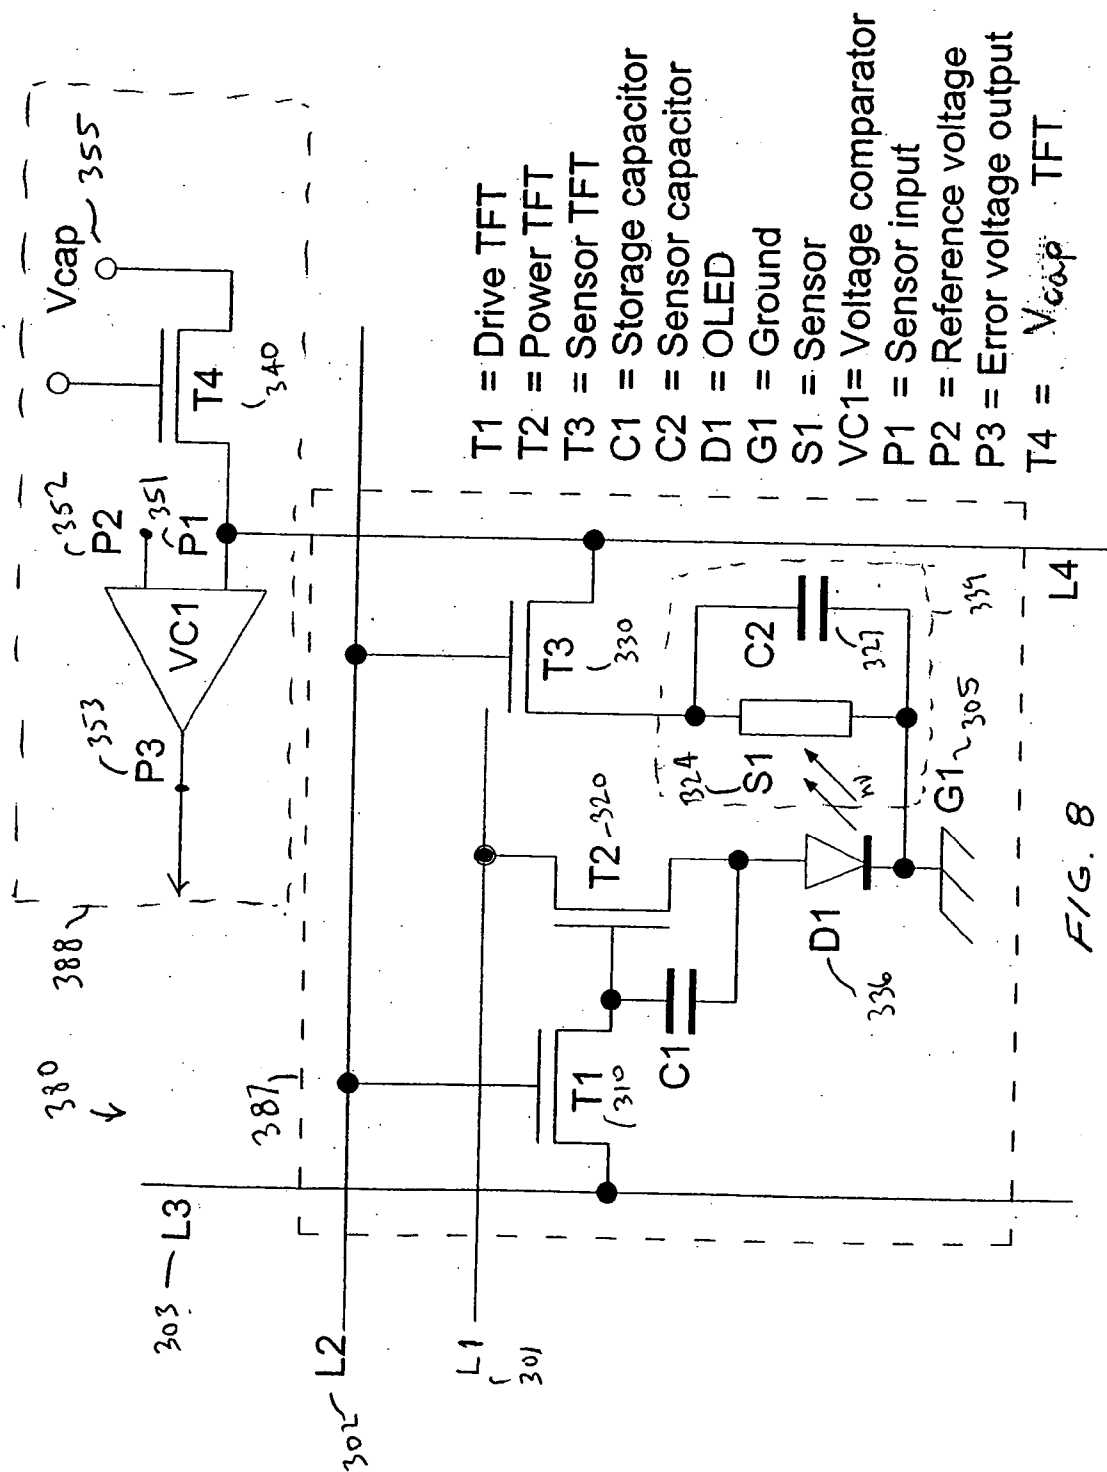 Vcap
355
T4
340
352
P2
351
P1
VC1
353
P3
388
380
387
303
L3
302
L2
L1
301
T1
310
C1
T2
320
T3
330
S1
324
C2
327
hv
339
D1
336
G1
305
L4
T1 = Drive TFT
T2 = Power TFT
T3 = Sensor TFT
C1 = Storage capacitor
C2 = Sensor capacitor
D1 = OLED
G1 = Ground
S1 = Sensor
VC1= Voltage comparator
P1 = Sensor input
P2 = Reference voltage
P3 = Error voltage output
T4 = Vcap TFT
FIG. 8